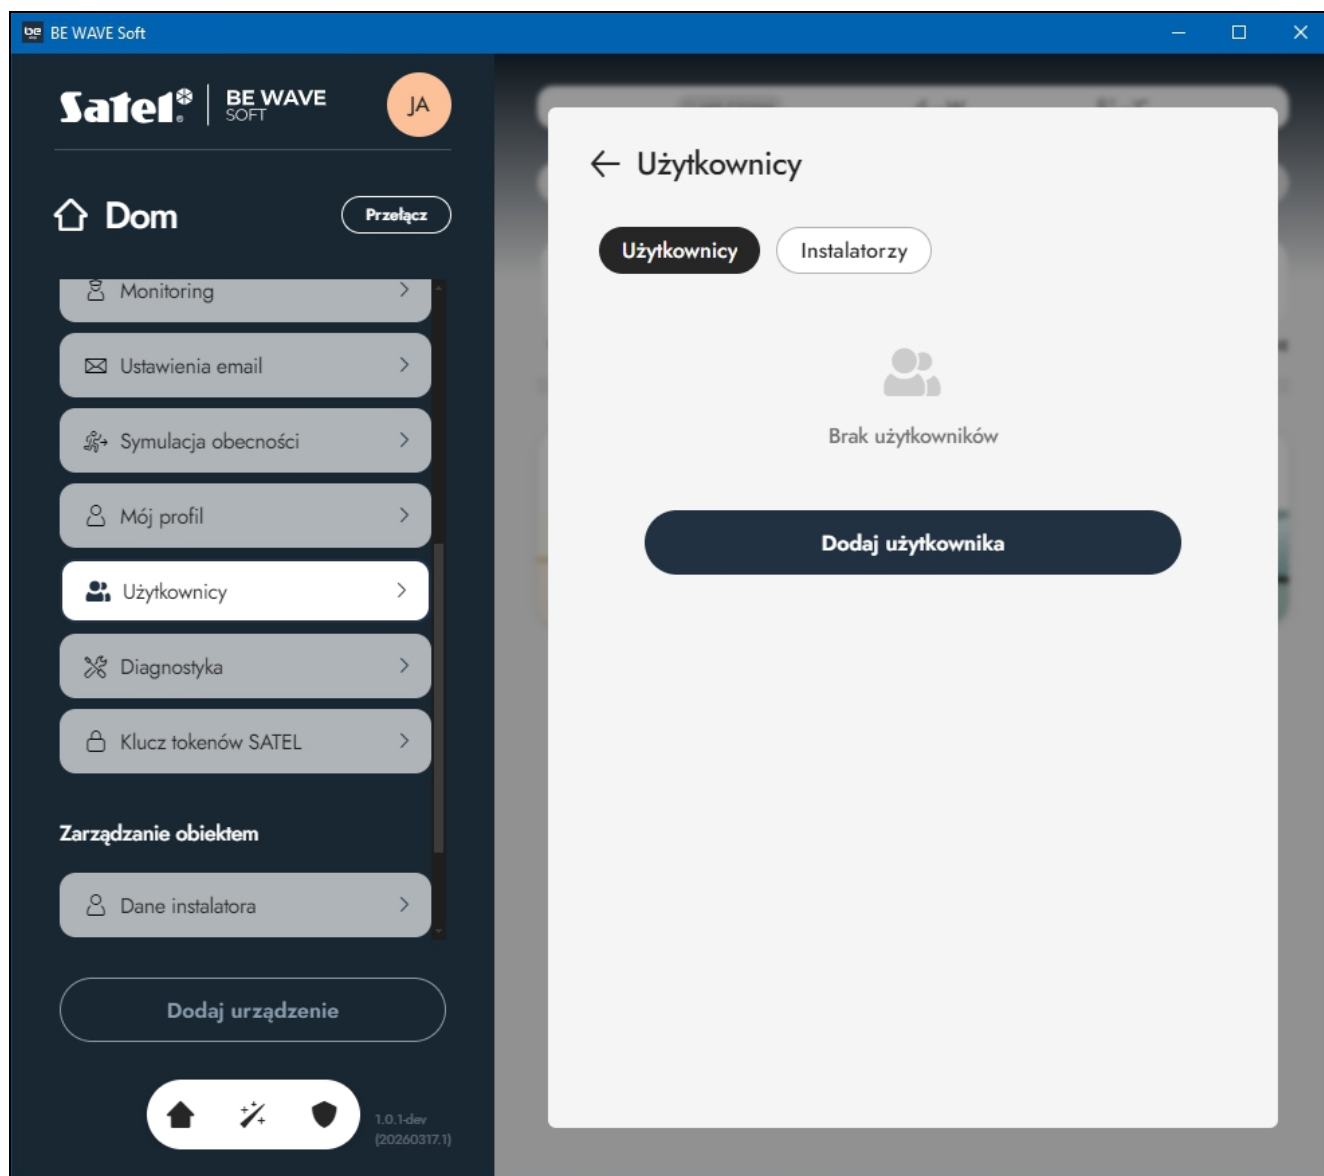 be BE WAVE Soft
Satel® BE WAVE SOFT JA
Dom Przełącz
Monitoring
Ustawienia email
Symulacja obecności
Mój profil
Użytkownicy
Diagnostyka
Klucz tokenów SATEL
Zarządzanie obiektem
Dane instalatora
Dodaj urządzenie
1.0.1-dev
(20260317.1)
Użytkownicy
Użytkownicy Instalatorzy
Brak użytkowników
Dodaj użytkownika